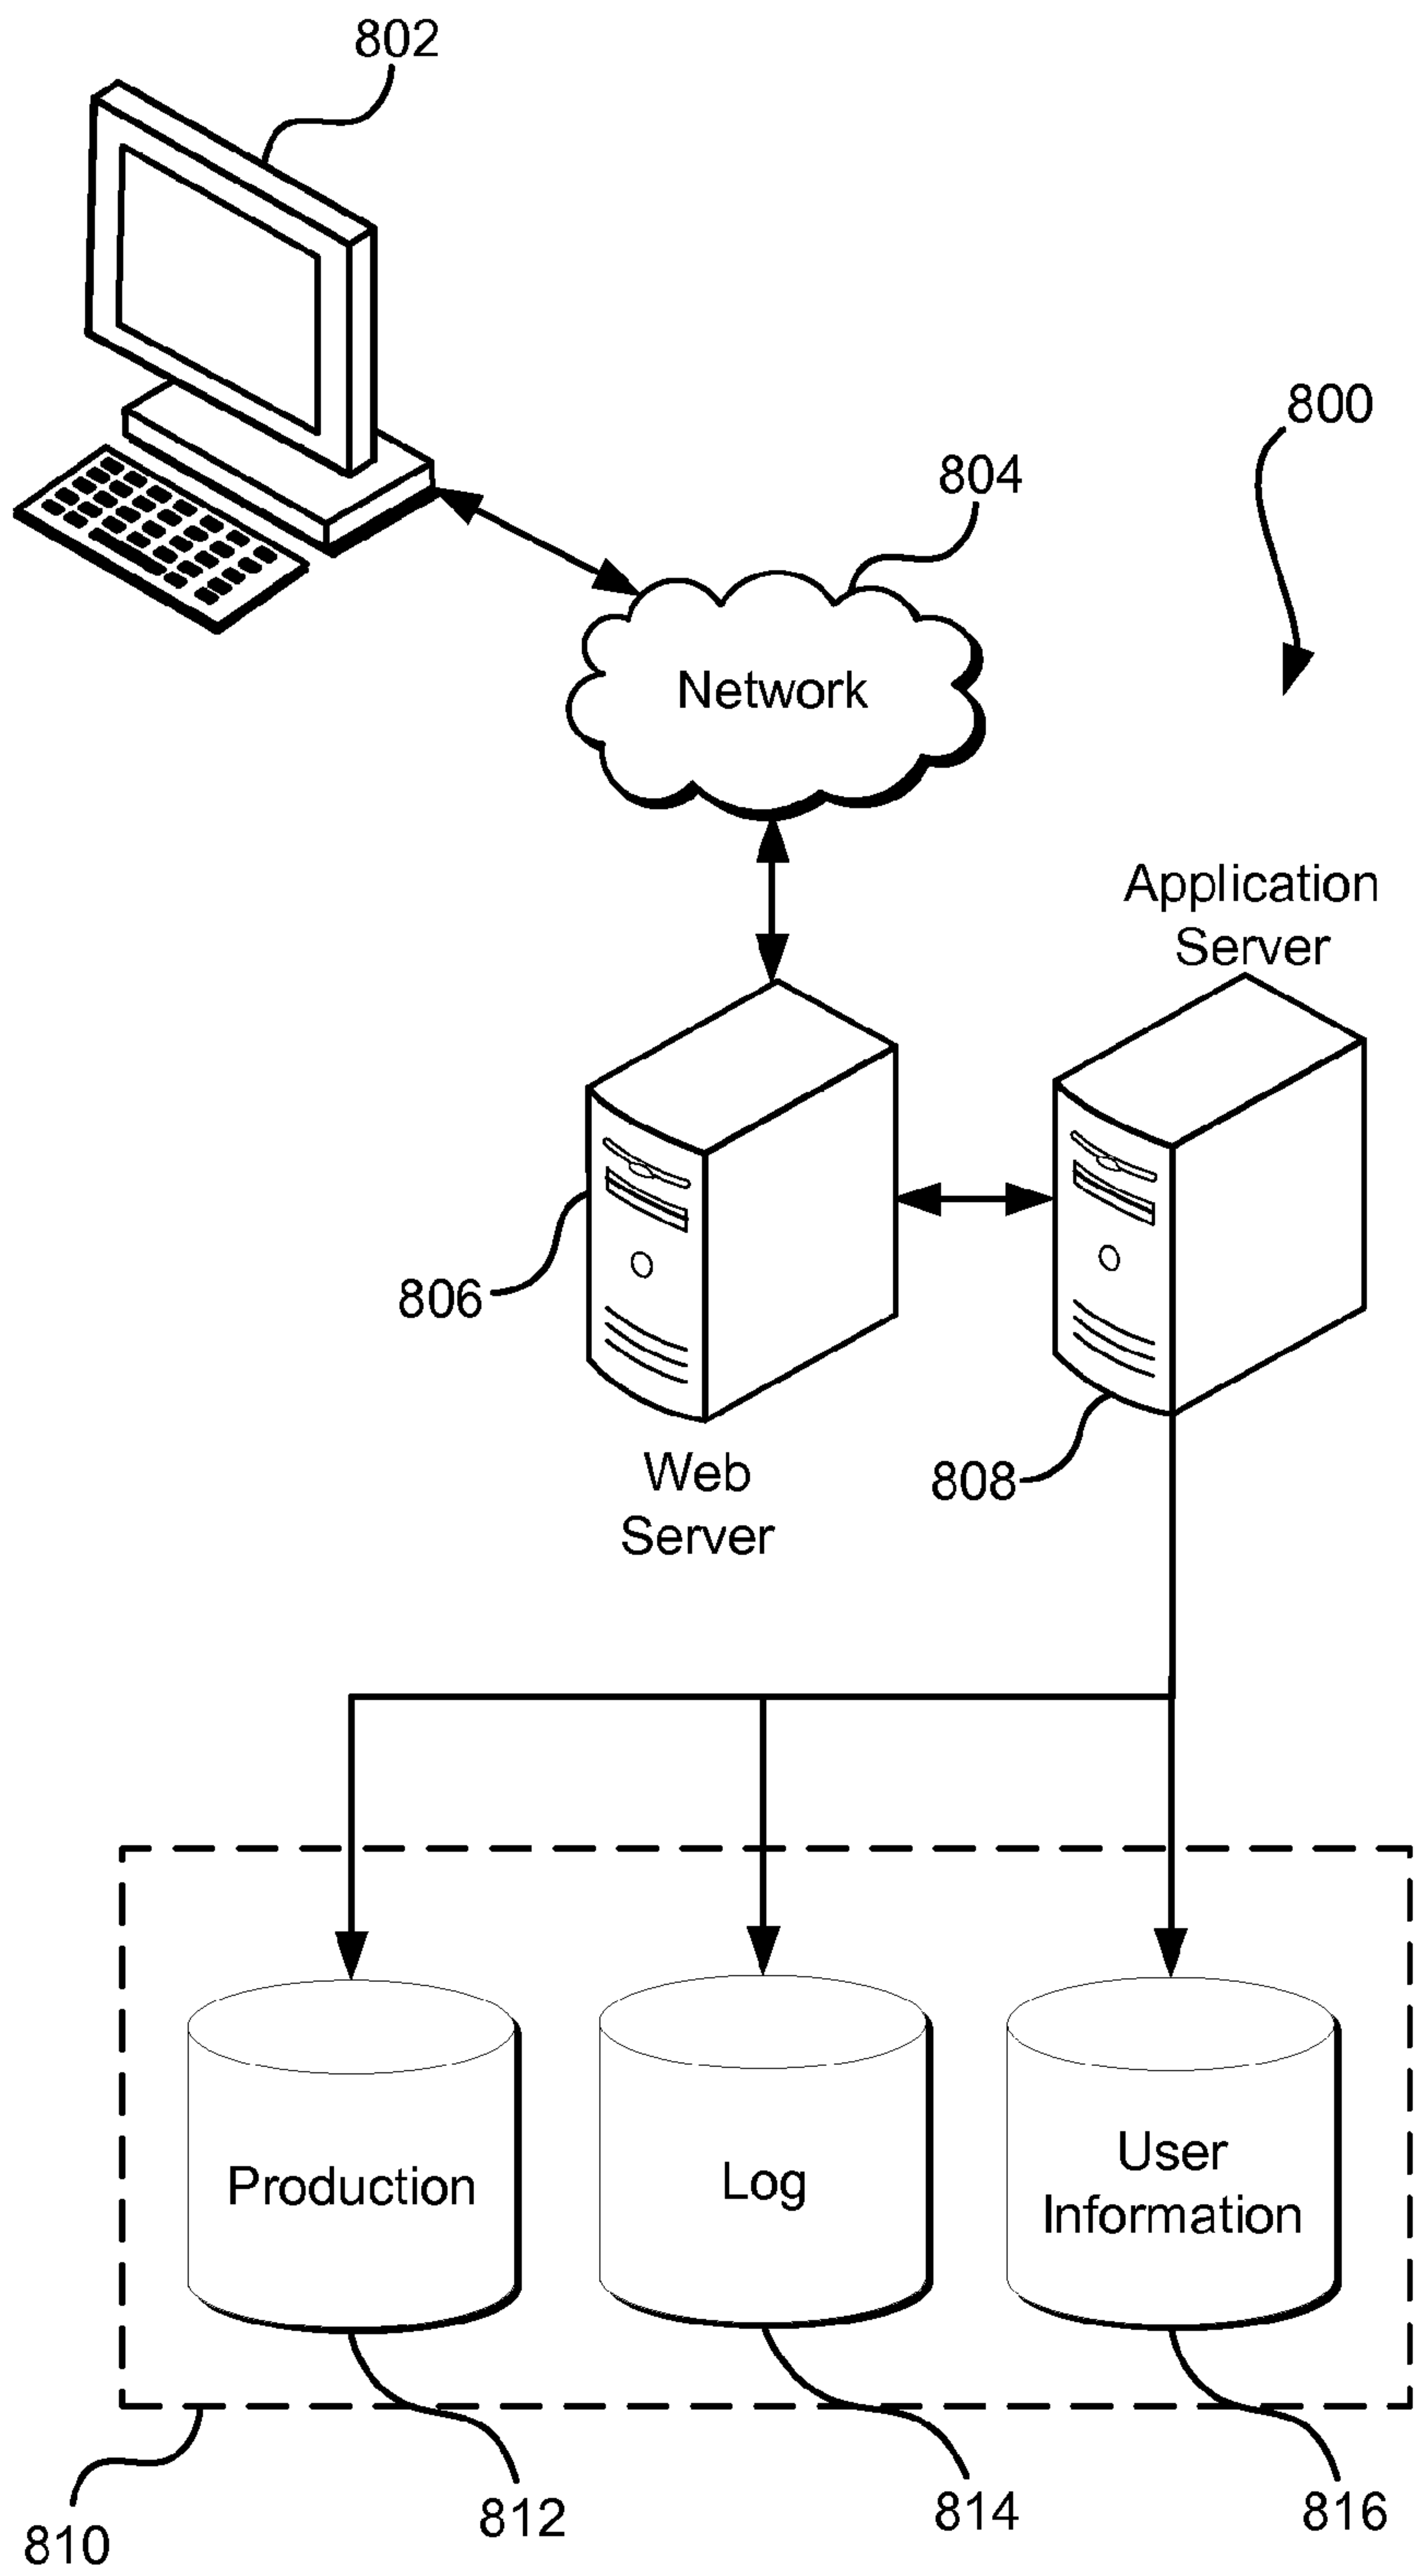 802
800
804
Network
Application
Server
806
808
Web
Server
Production
Log
User
Information
810
812
814
816